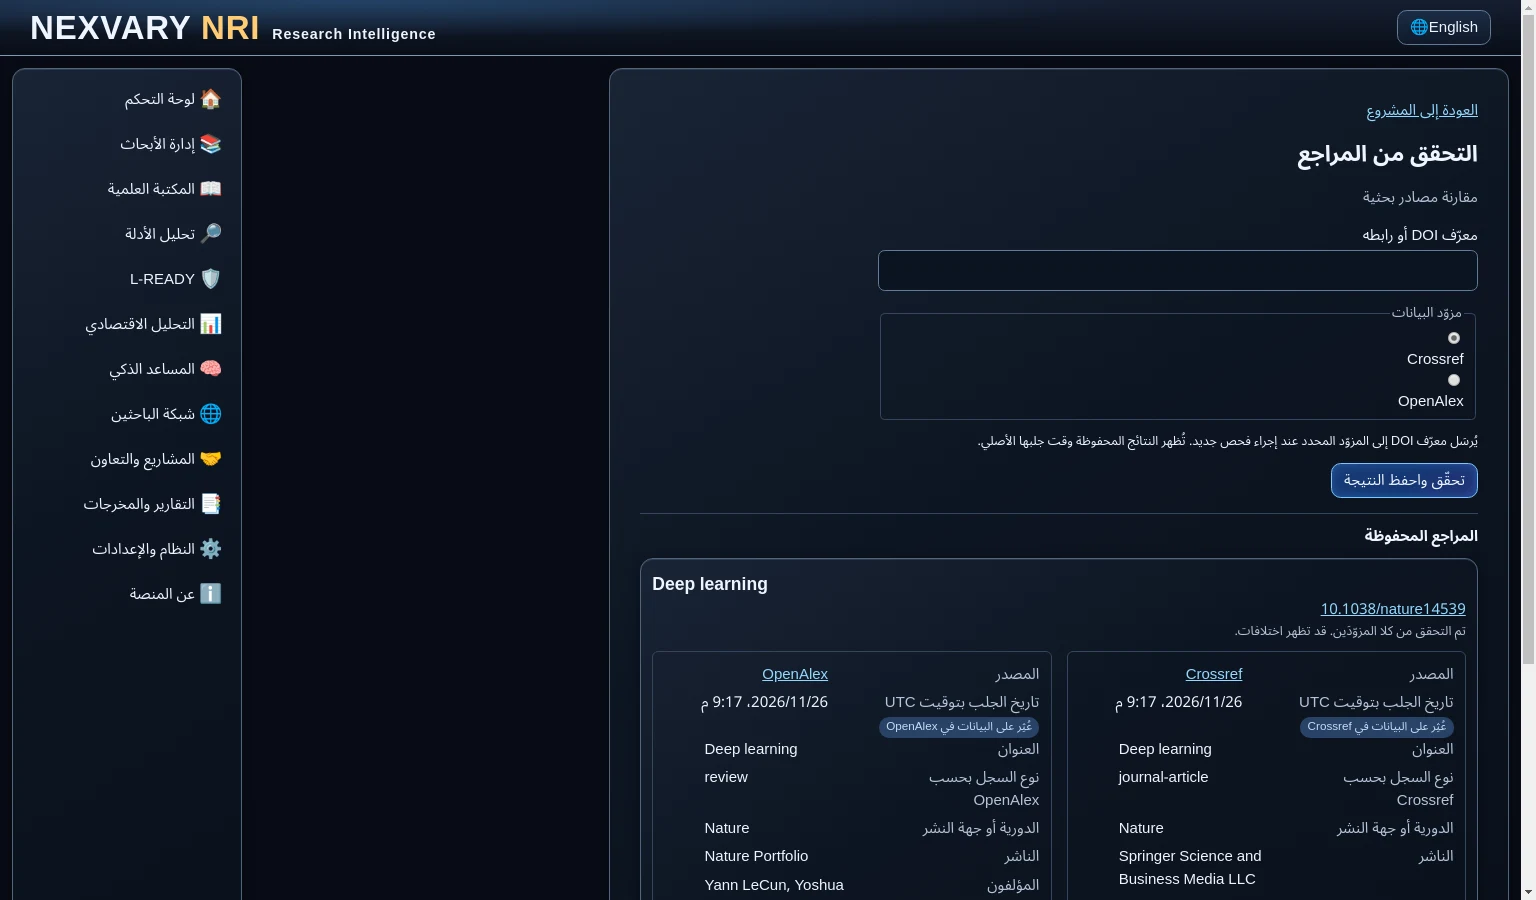 NEXVARY NRI Research Intelligence
English
لوحة التحكم
إدارة الأبحاث
المكتبة العلمية
تحليل الأدلة
L-READY
التحليل الاقتصادي
المساعد الذكي
شبكة الباحثين
المشاريع والتعاون
التقارير والمخرجات
النظام والإعدادات
عن المنصة
العودة إلى المشروع
التحقق من المراجع
مقارنة مصادر بحثية
معرّف DOI أو رابطه
مزوّد البيانات
Crossref
OpenAlex
يُرسَل معرّف DOI إلى المزوّد المحدد عند إجراء فحص جديد. تُظهر النتائج المحفوظة وقت جلبها الأصلي.
تحقّق واحفظ النتيجة
المراجع المحفوظة
Deep learning
10.1038/nature14539
تم التحقق من كلا المزوّدَين. قد تظهر اختلافات.
المصدر Crossref
تاريخ الجلب بتوقيت UTC 2026/11/26، 9:17 م
عُثِر على البيانات في Crossref
العنوان Deep learning
نوع السجل بحسب journal-article
Crossref
الدورية أو جهة النشر Nature
الناشر Springer Science and
Business Media LLC
المصدر OpenAlex
تاريخ الجلب بتوقيت UTC 2026/11/26، 9:17 م
عُثِر على البيانات في OpenAlex
العنوان Deep learning
نوع السجل بحسب review
OpenAlex
الدورية أو جهة النشر Nature
الناشر Nature Portfolio
المؤلفون Yann LeCun, Yoshua